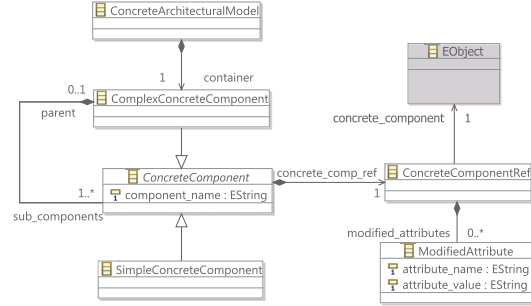 ConcreteArchitecturalModel
1 container
EObject
0..1
ComplexConcreteComponent
parent
concrete_component 1
ConcreteComponent
concrete_comp_ref
ConcreteComponentRef
1..*
component_name : EString
1
sub_components
modified_attributes 0..*
ModifiedAttribute
SimpleConcreteComponent
attribute_name : EString
attribute_value : EString